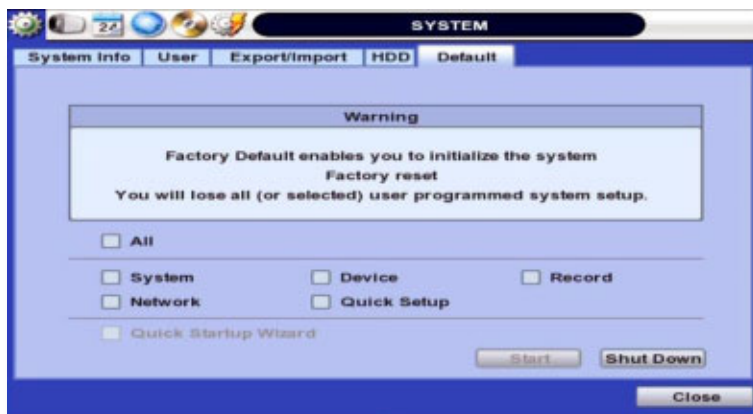 24
SYSTEM
System Info User Export/Import HDD Default
Warning
Factory Default enables you to initialize the system
Factory reset
You will lose all (or selected) user programmed system setup.
All
System Device Record
Network Quick Setup
Quick Startup Wizard
Start Shut Down
Close